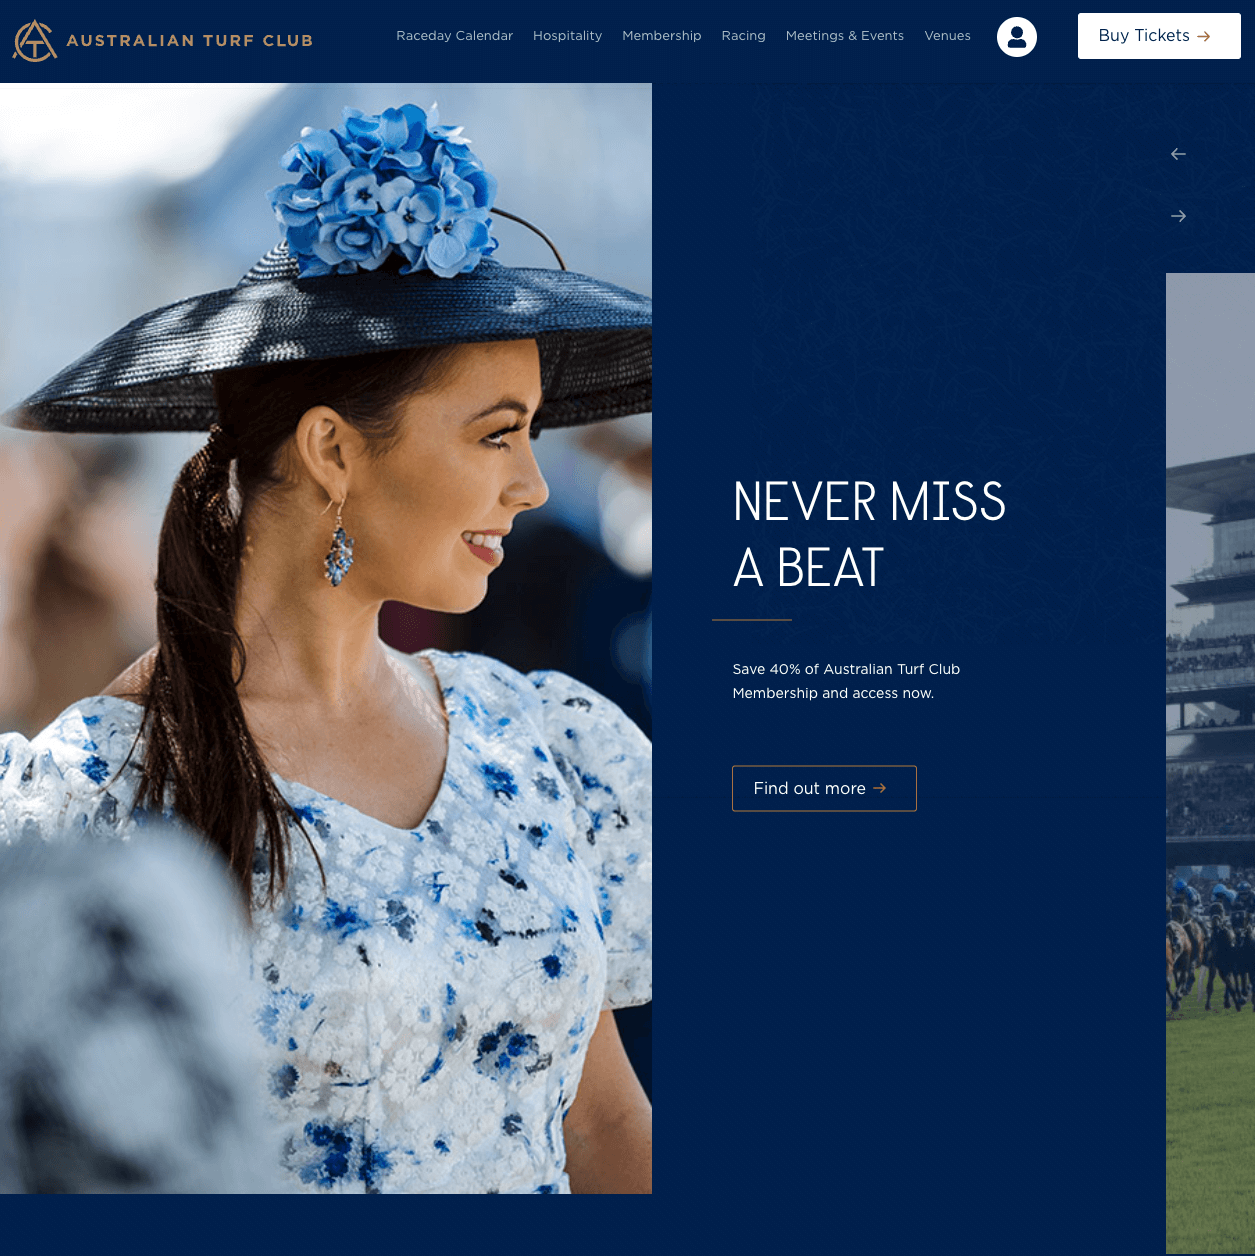 AUSTRALIAN TURF CLUB
Raceday Calendar Hospitality Membership Racing Meetings & Events Venues
Buy Tickets →
←
→
NEVER MISS
A BEAT
Save 40% of Australian Turf Club
Membership and access now.
Find out more →